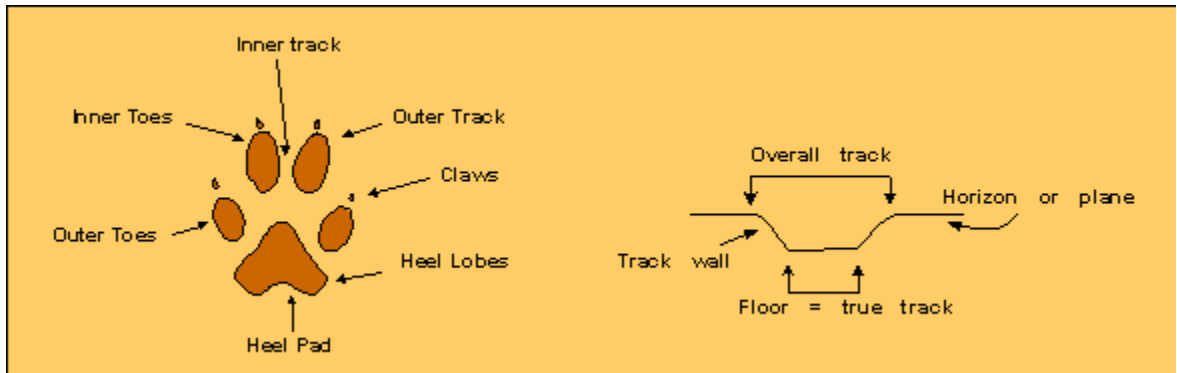 Inner track
Inner Toes
Outer Track
Claws
Outer Toes
Heel Lobes
Heel Pad
Overall track
Horizon or plane
Track wall
Floor = true track